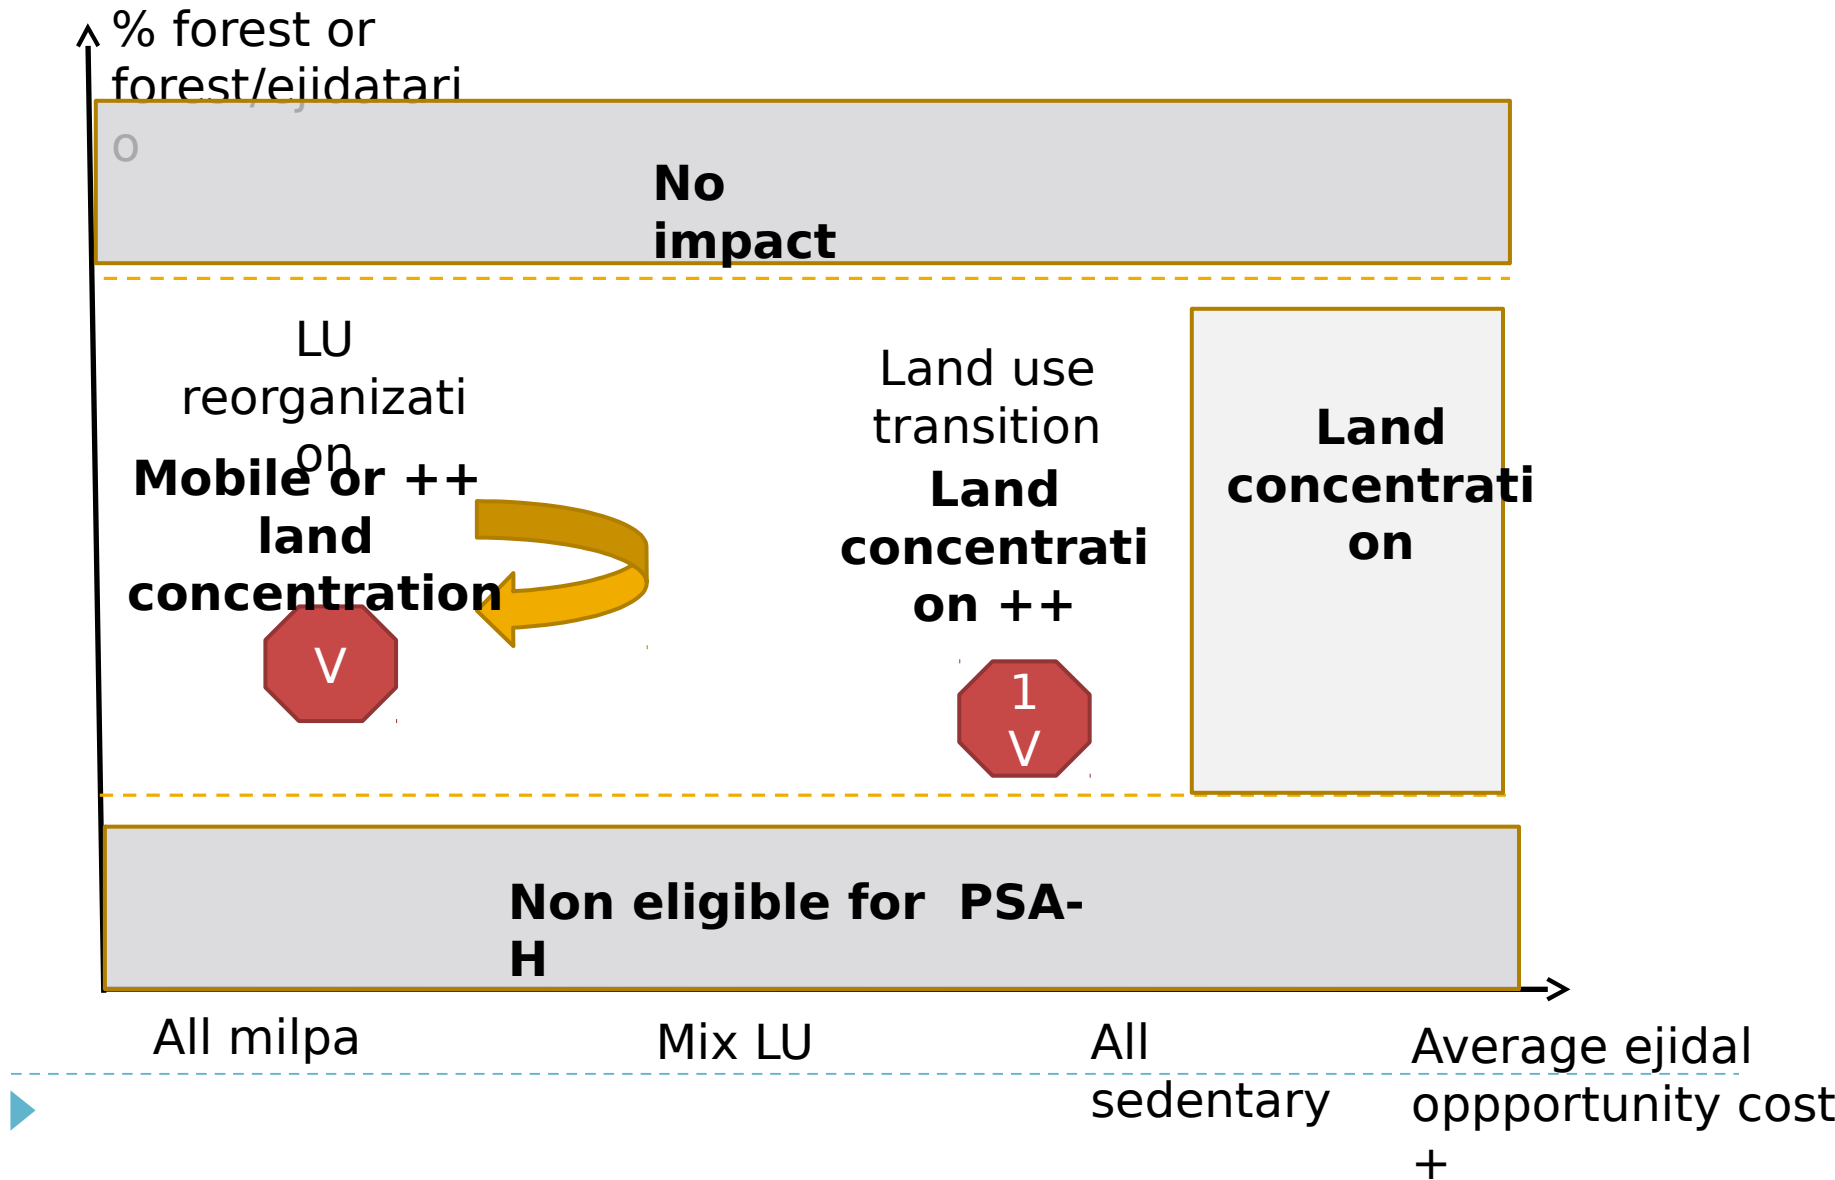 % forest or
forest/ejidatari
o
No
impact
LU
reorganizati
on
Mobile or ++
land
concentration
V
Land use
transition
Land
concentrati
on ++
1
V
Land
concentrati
on
Non eligible for  PSA-
H
All milpa
Mix LU
All
sedentary
Average ejidal
oppportunity cost
+